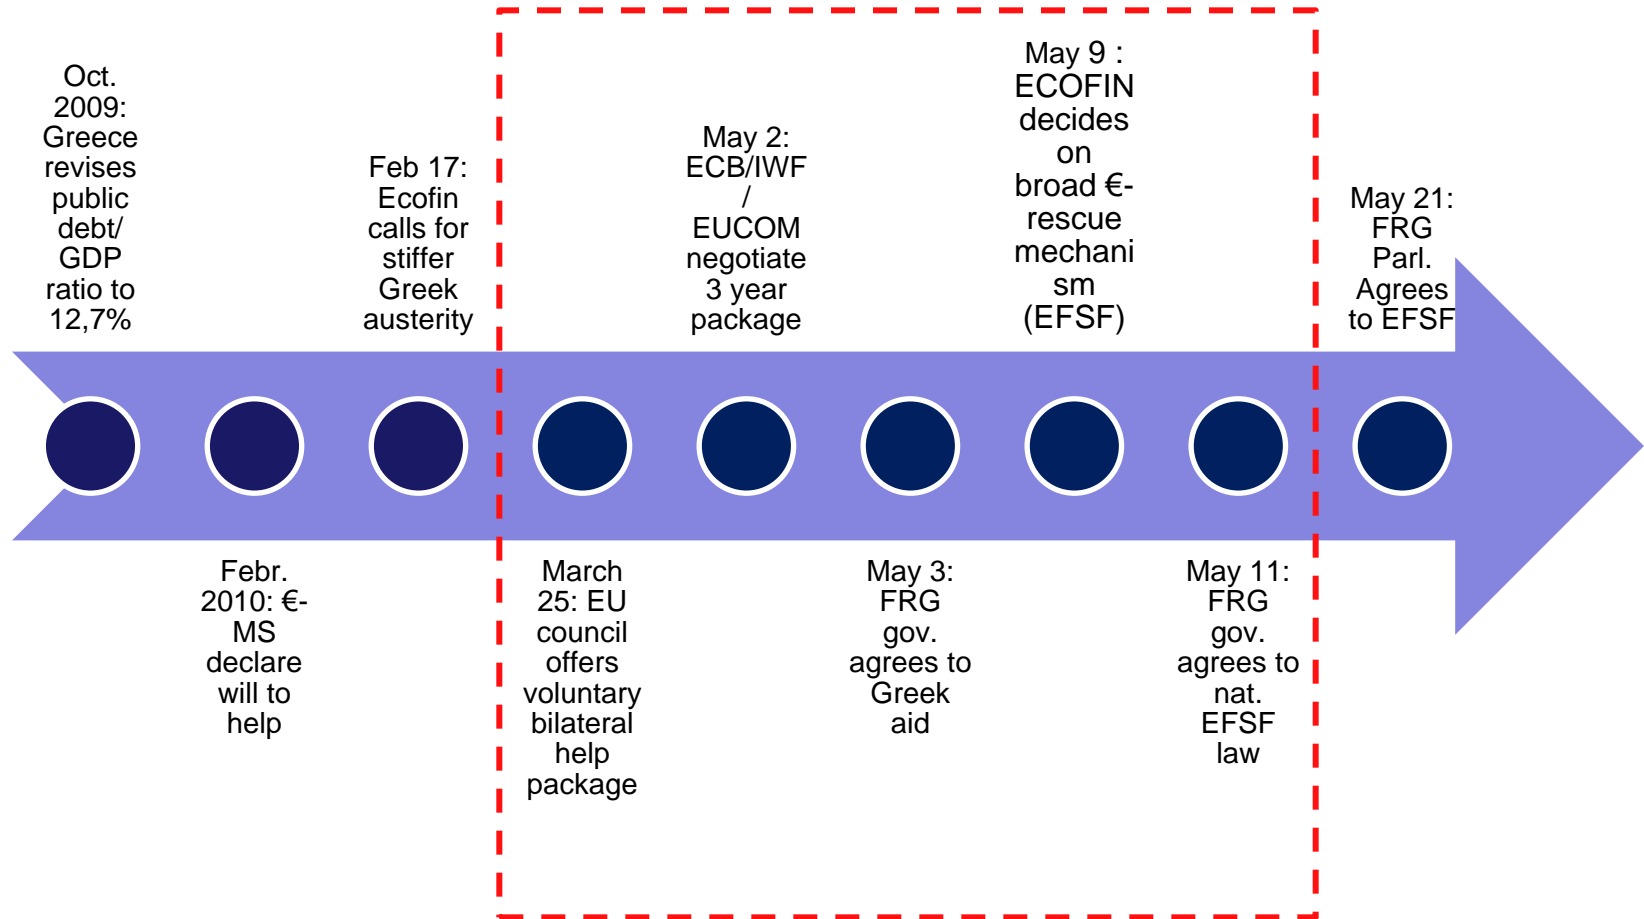 Oct.
2009:
Greece
revises
public
debt/
GDP
ratio to
12,7%
Febr.
2010: €-
MS
declare
will to
help
Feb 17:
Ecofin
calls for
stiffer
Greek
austerity
March
25: EU
council
offers
voluntary
bilateral
help
package
May 2:
ECB/IWF
/
EUCOM
negotiate
3 year
package
May 3:
FRG
gov.
agrees to
Greek
aid
May 9 :
ECOFIN
decides
on
broad €-
rescue
mechani
sm
(EFSF)
May 11:
FRG
gov.
agrees to
nat.
EFSF
law
May 21:
FRG
Parl.
Agrees
to EFSF